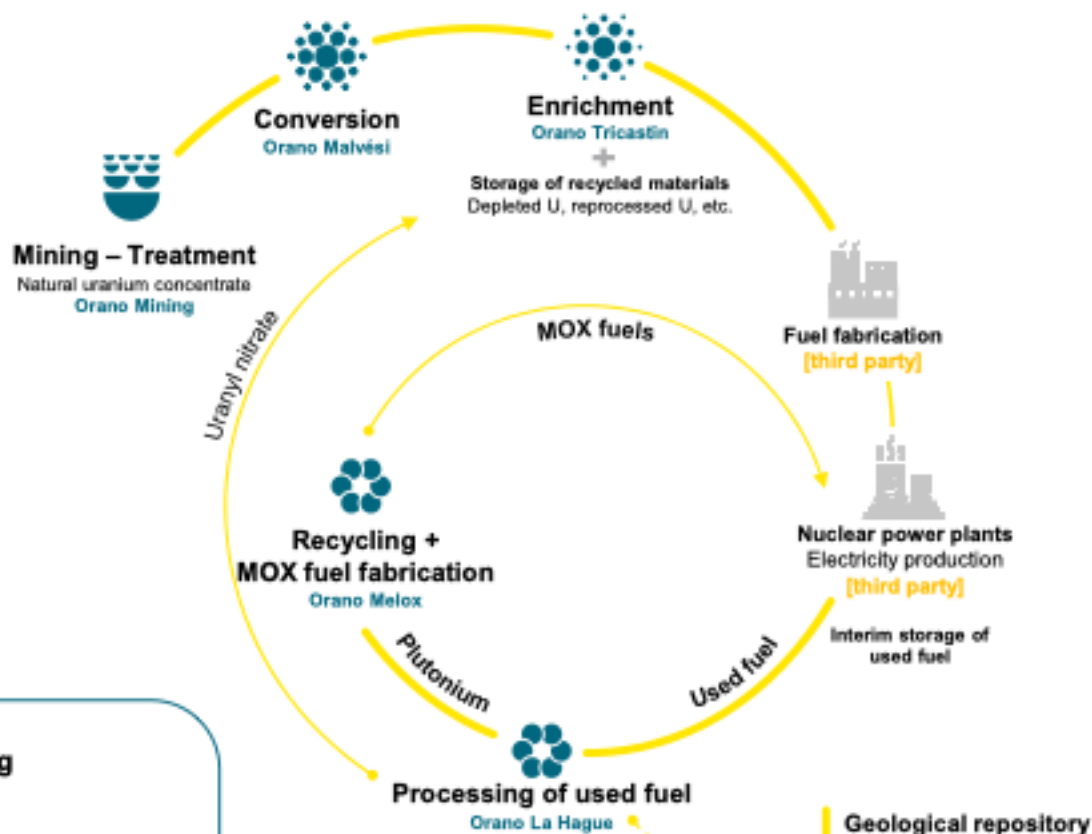 Conversion
Orano Malvési
Enrichment
Orano Tricastin
+
Storage of recycled materials
Depleted U, reprocessed U, etc.
Mining – Treatment
Natural uranium concentrate
Orano Mining
Uranyl nitrate
MOX fuels
Fuel fabrication
[third party]
Recycling +
MOX fuel fabrication
Orano Melox
Nuclear power plants
Electricity production
[third party]
Interim storage of
used fuel
Plutonium
Used fuel
Processing of used fuel
Orano La Hague
Geological repository
g